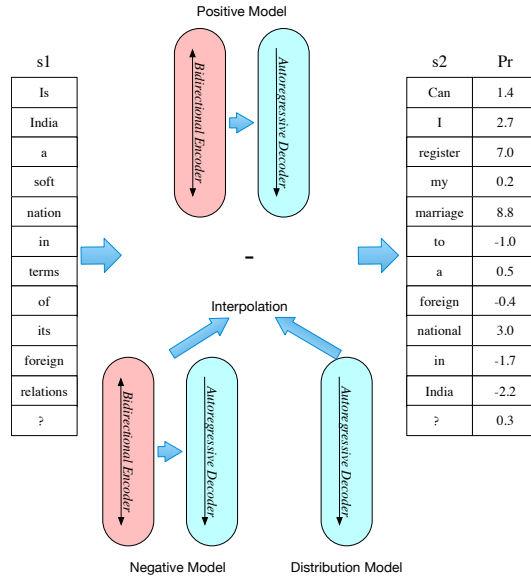 Positive Model
s1
s2 Pr
Bidirectional Encoder
Autoregressive Decoder
Is
India
a
soft
nation
in
terms
of
its
foreign
relations
?
-
Interpolation
Can 1.4
I 2.7
register 7.0
my 0.2
marriage 8.8
to -1.0
a 0.5
foreign -0.4
national 3.0
in -1.7
India -2.2
? 0.3
Bidirectional Encoder
Autoregressive Decoder
Autoregressive Decoder
Negative Model
Distribution Model